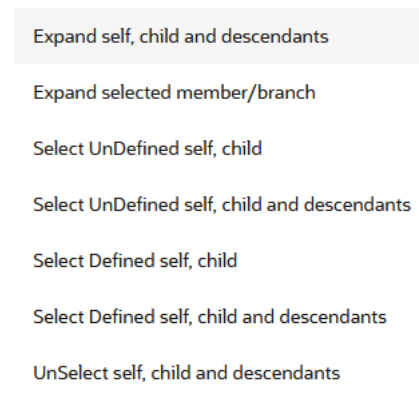 Expand self, child and descendants
Expand selected member/branch
Select UnDefined self, child
Select UnDefined self, child and descendants
Select Defined self, child
Select Defined self, child and descendants
UnSelect self, child and descendants